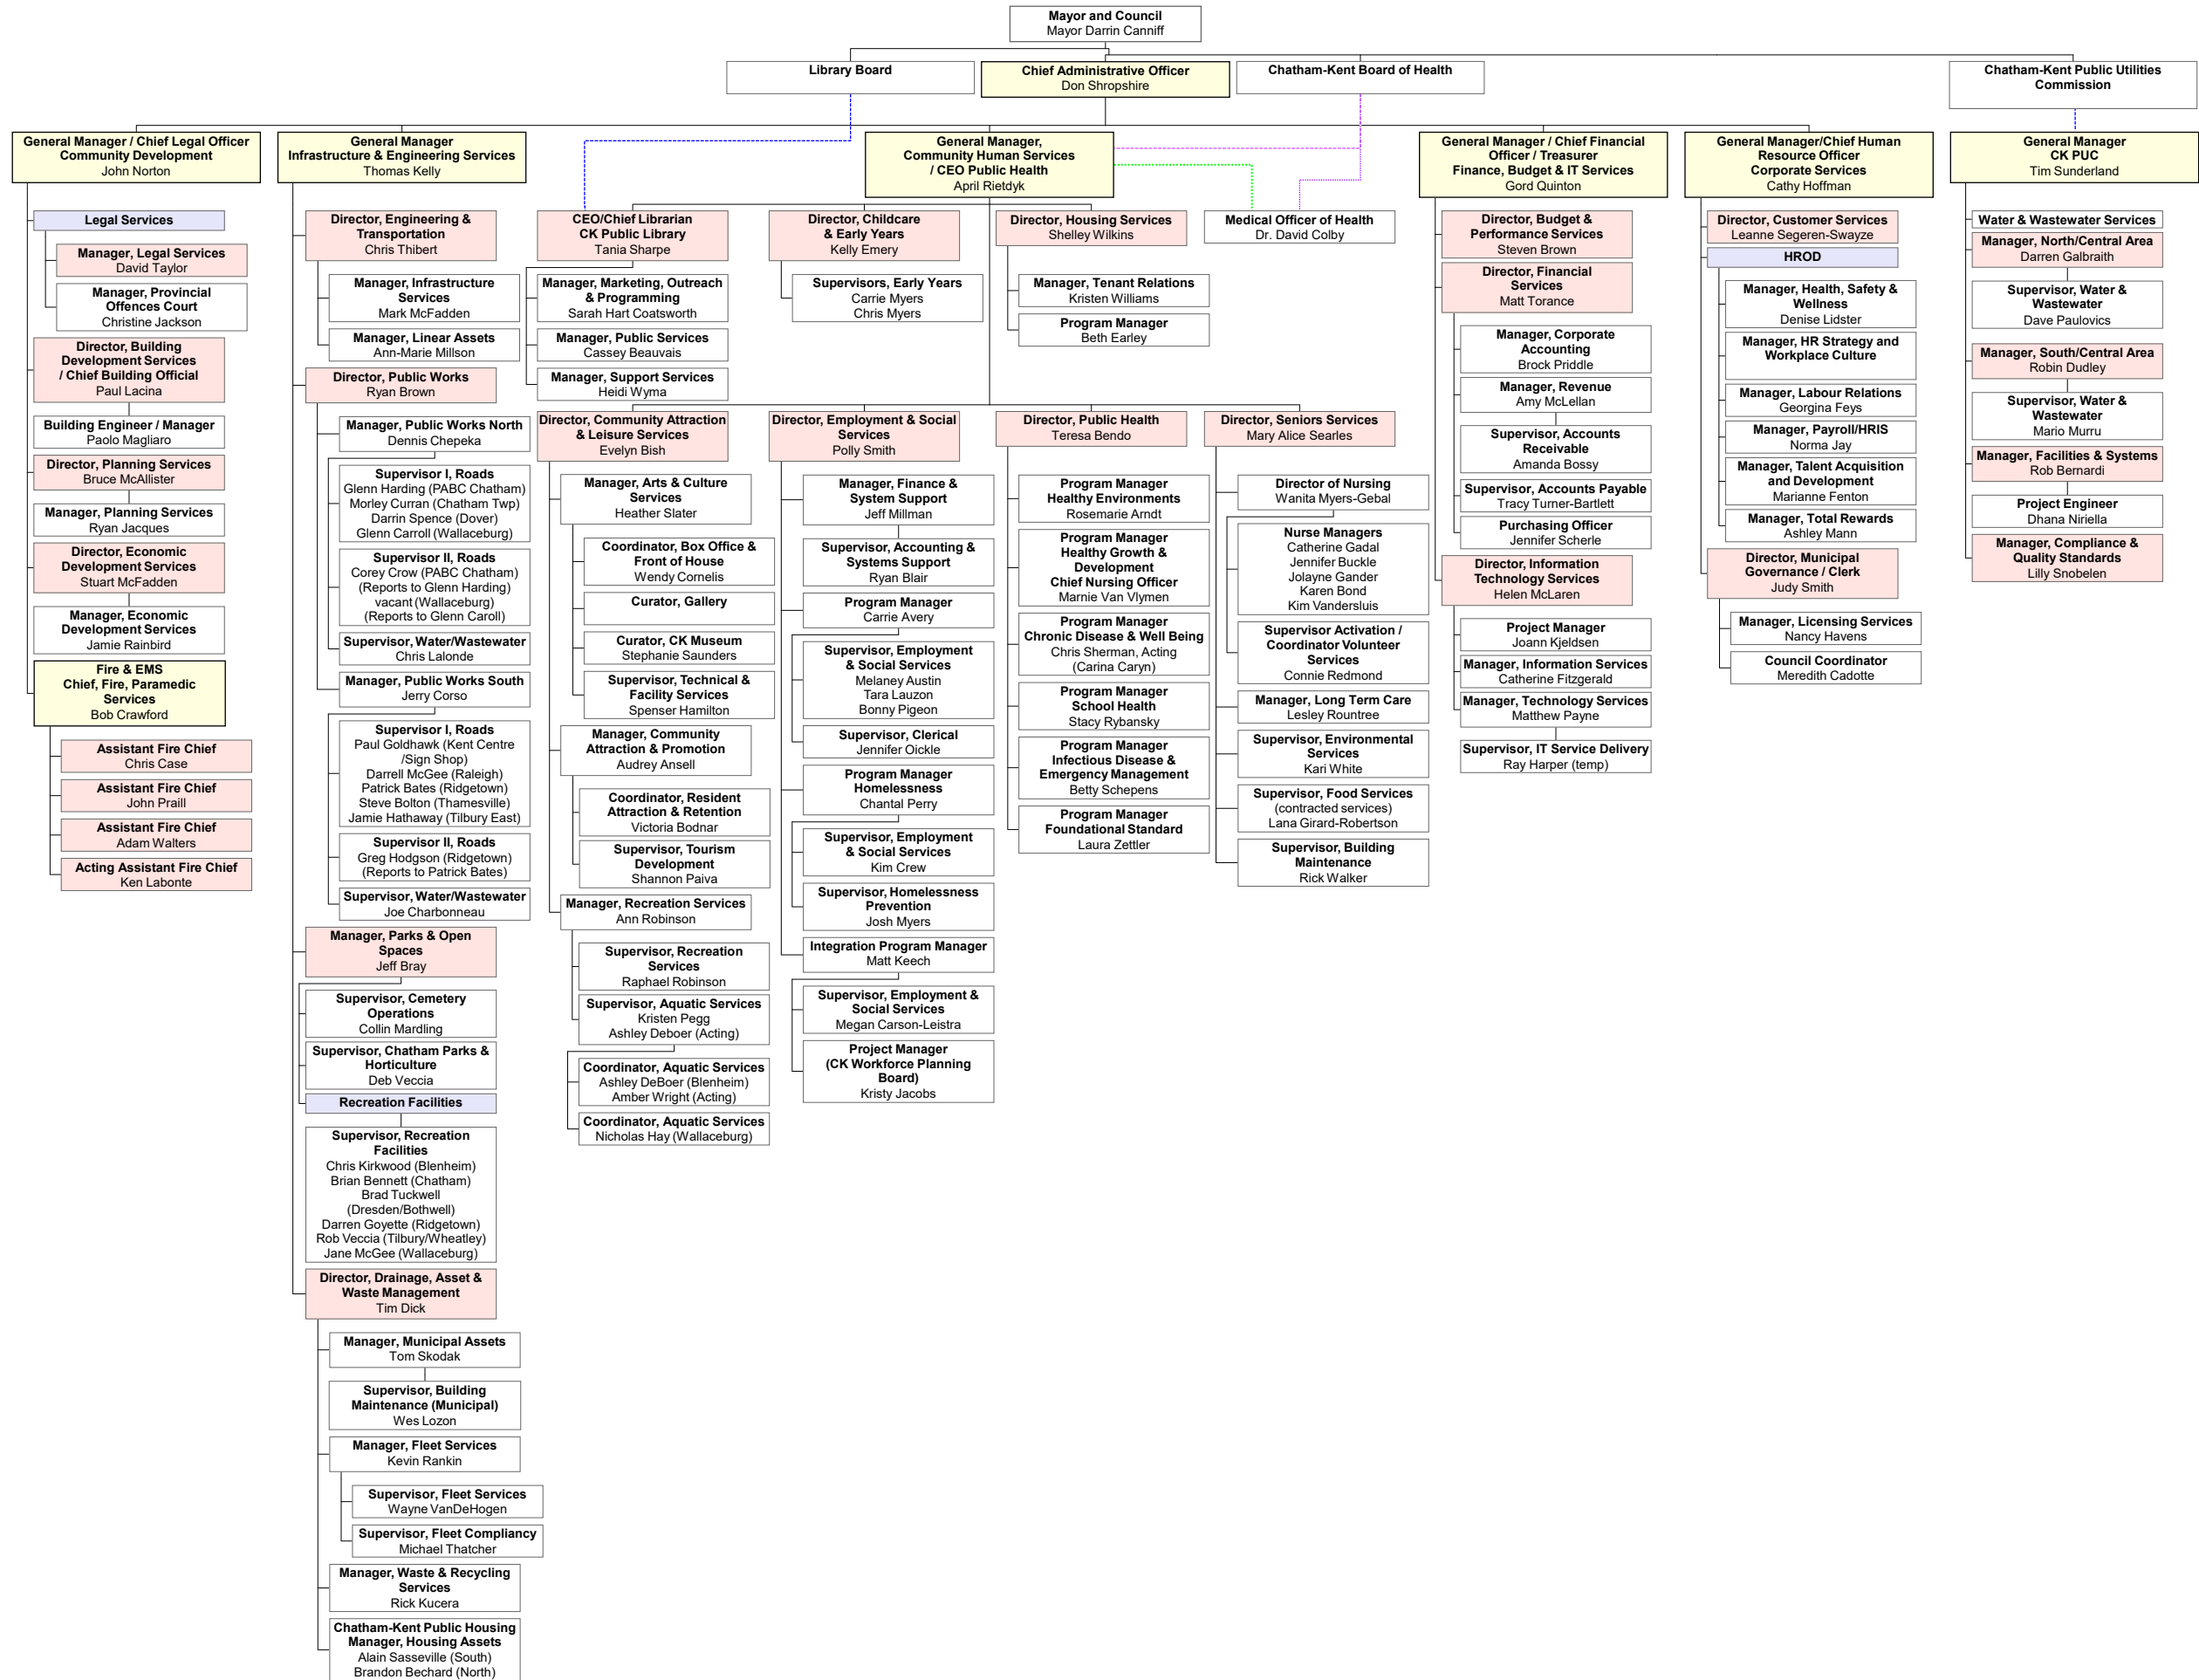 Mayor and Council
Mayor Darrin Canniff
Library Board
Chief Administrative Officer
Don Shropshire
Chatham-Kent Board of Health
Chatham-Kent Public Utilities
Commission
General Manager / Chief Legal Officer
Community Development
John Norton
Legal Services
Manager, Legal Services
David Taylor
Manager, Provincial
Offences Court
Christine Jackson
Director, Building
Development Services
/ Chief Building Official
Paul Lacina
Building Engineer / Manager
Paolo Magliaro
Director, Planning Services
Bruce McAllister
Manager, Planning Services
Ryan Jacques
Director, Economic
Development Services
Stuart McFadden
Manager, Economic
Development Services
Jamie Rainbird
Fire & EMS
Chief, Fire, Paramedic
Services
Bob Crawford
Assistant Fire Chief
Chris Case
Assistant Fire Chief
John Praill
Assistant Fire Chief
Adam Walters
Acting Assistant Fire Chief
Ken Labonte
General Manager
Infrastructure & Engineering Services
Thomas Kelly
Director, Engineering &
Transportation
Chris Thibert
Manager, Infrastructure
Services
Mark McFadden
Manager, Linear Assets
Ann-Marie Millson
Director, Public Works
Ryan Brown
Manager, Public Works North
Dennis Chepeka
Supervisor I, Roads
Glenn Harding (PABC Chatham)
Morley Curran (Chatham Twp)
Darrin Spence (Dover)
Glenn Carroll (Wallaceburg)
Supervisor II, Roads
Corey Crow (PABC Chatham)
(Reports to Glenn Harding)
vacant (Wallaceburg)
(Reports to Glenn Caroll)
Supervisor, Water/Wastewater
Chris Lalonde
Manager, Public Works South
Jerry Corso
Supervisor I, Roads
Paul Goldhawk (Kent Centre
/Sign Shop)
Darrell McGee (Raleigh)
Patrick Bates (Ridgetown)
Steve Bolton (Thamesville)
Jamie Hathaway (Tilbury East)
Supervisor II, Roads
Greg Hodgson (Ridgetown)
(Reports to Patrick Bates)
Supervisor, Water/Wastewater
Joe Charbonneau
Manager, Parks & Open
Spaces
Jeff Bray
Supervisor, Cemetery
Operations
Collin Mardling
Supervisor, Chatham Parks &
Horticulture
Deb Veccia
Recreation Facilities
Supervisor, Recreation
Facilities
Chris Kirkwood (Blenheim)
Brian Bennett (Chatham)
Brad Tuckwell
(Dresden/Bothwell)
Darren Goyette (Ridgetown)
Rob Veccia (Tilbury/Wheatley)
Jane McGee (Wallaceburg)
Director, Drainage, Asset &
Waste Management
Tim Dick
Manager, Municipal Assets
Tom Skodak
Supervisor, Building
Maintenance (Municipal)
Wes Lozon
Manager, Fleet Services
Kevin Rankin
Supervisor, Fleet Services
Wayne VanDeHogen
Supervisor, Fleet Compliancy
Michael Thatcher
Manager, Waste & Recycling
Services
Rick Kucera
Chatham-Kent Public Housing
Manager, Housing Assets
Alain Sasseville (South)
Brandon Bechard (North)
General Manager,
Community Human Services
/ CEO Public Health
April Rietdyk
CEO/Chief Librarian
CK Public Library
Tania Sharpe
Manager, Marketing, Outreach
& Programming
Sarah Hart Coatsworth
Manager, Public Services
Cassey Beauvais
Manager, Support Services
Heidi Wyma
Director, Childcare
& Early Years
Kelly Emery
Supervisors, Early Years
Carrie Myers
Chris Myers
Director, Housing Services
Shelley Wilkins
Manager, Tenant Relations
Kristen Williams
Program Manager
Beth Earley
Medical Officer of Health
Dr. David Colby
Director, Community Attraction
& Leisure Services
Evelyn Bish
Manager, Arts & Culture
Services
Heather Slater
Coordinator, Box Office &
Front of House
Wendy Cornelis
Curator, Gallery
Curator, CK Museum
Stephanie Saunders
Supervisor, Technical &
Facility Services
Spenser Hamilton
Manager, Community
Attraction & Promotion
Audrey Ansell
Coordinator, Resident
Attraction & Retention
Victoria Bodnar
Supervisor, Tourism
Development
Shannon Paiva
Manager, Recreation Services
Ann Robinson
Supervisor, Recreation
Services
Raphael Robinson
Supervisor, Aquatic Services
Kristen Pegg
Ashley Deboer (Acting)
Coordinator, Aquatic Services
Ashley DeBoer (Blenheim)
Amber Wright (Acting)
Coordinator, Aquatic Services
Nicholas Hay (Wallaceburg)
Director, Employment & Social
Services
Polly Smith
Manager, Finance &
System Support
Jeff Millman
Supervisor, Accounting &
Systems Support
Ryan Blair
Program Manager
Carrie Avery
Supervisor, Employment
& Social Services
Melaney Austin
Tara Lauzon
Bonny Pigeon
Supervisor, Clerical
Jennifer Oickle
Program Manager
Homelessness
Chantal Perry
Supervisor, Employment
& Social Services
Kim Crew
Supervisor, Homelessness
Prevention
Josh Myers
Integration Program Manager
Matt Keech
Supervisor, Employment &
Social Services
Megan Carson-Leistra
Project Manager
(CK Workforce Planning
Board)
Kristy Jacobs
Director, Public Health
Teresa Bendo
Program Manager
Healthy Environments
Rosemarie Arndt
Program Manager
Healthy Growth &
Development
Chief Nursing Officer
Marnie Van Vlymen
Program Manager
Chronic Disease & Well Being
Chris Sherman, Acting
(Carina Caryn)
Program Manager
School Health
Stacy Rybansky
Program Manager
Infectious Disease &
Emergency Management
Betty Schepens
Program Manager
Foundational Standard
Laura Zettler
Director, Seniors Services
Mary Alice Searles
Director of Nursing
Wanita Myers-Gebal
Nurse Managers
Catherine Gadal
Jennifer Buckle
Jolayne Gander
Karen Bond
Kim Vandersluis
Supervisor Activation /
Coordinator Volunteer
Services
Connie Redmond
Manager, Long Term Care
Lesley Rountree
Supervisor, Environmental
Services
Kari White
Supervisor, Food Services
(contracted services)
Lana Girard-Robertson
Supervisor, Building
Maintenance
Rick Walker
General Manager / Chief Financial
Officer / Treasurer
Finance, Budget & IT Services
Gord Quinton
Director, Budget &
Performance Services
Steven Brown
Director, Financial
Services
Matt Torance
Manager, Corporate
Accounting
Brock Priddle
Manager, Revenue
Amy McLellan
Supervisor, Accounts
Receivable
Amanda Bossy
Supervisor, Accounts Payable
Tracy Turner-Bartlett
Purchasing Officer
Jennifer Scherle
Director, Information
Technology Services
Helen McLaren
Project Manager
Joann Kjeldsen
Manager, Information Services
Catherine Fitzgerald
Manager, Technology Services
Matthew Payne
Supervisor, IT Service Delivery
Ray Harper (temp)
General Manager/Chief Human
Resource Officer
Corporate Services
Cathy Hoffman
Director, Customer Services
Leanne Segeren-Swayze
HROD
Manager, Health, Safety &
Wellness
Denise Lidster
Manager, HR Strategy and
Workplace Culture
Manager, Labour Relations
Georgina Feys
Manager, Payroll/HRIS
Norma Jay
Manager, Talent Acquisition
and Development
Marianne Fenton
Manager, Total Rewards
Ashley Mann
Director, Municipal
Governance / Clerk
Judy Smith
Manager, Licensing Services
Nancy Havens
Council Coordinator
Meredith Cadotte
General Manager
CK PUC
Tim Sunderland
Water & Wastewater Services
Manager, North/Central Area
Darren Galbraith
Supervisor, Water &
Wastewater
Dave Paulovics
Manager, South/Central Area
Robin Dudley
Supervisor, Water &
Wastewater
Mario Murru
Manager, Facilities & Systems
Rob Bernardi
Project Engineer
Dhana Niriella
Manager, Compliance &
Quality Standards
Lilly Snobelen